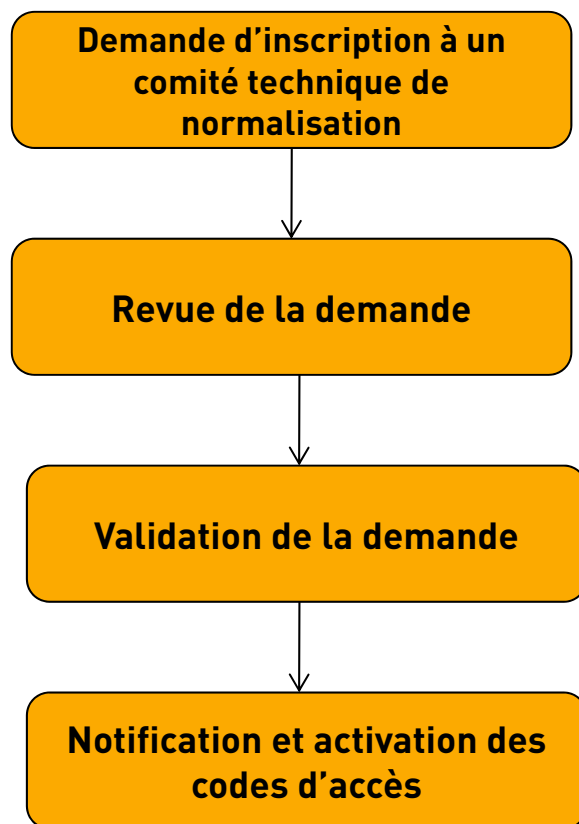 Demande d’inscription à un
comité technique de
normalisation
Revue de la demande
Validation de la demande
Notification et activation des
codes d’accès